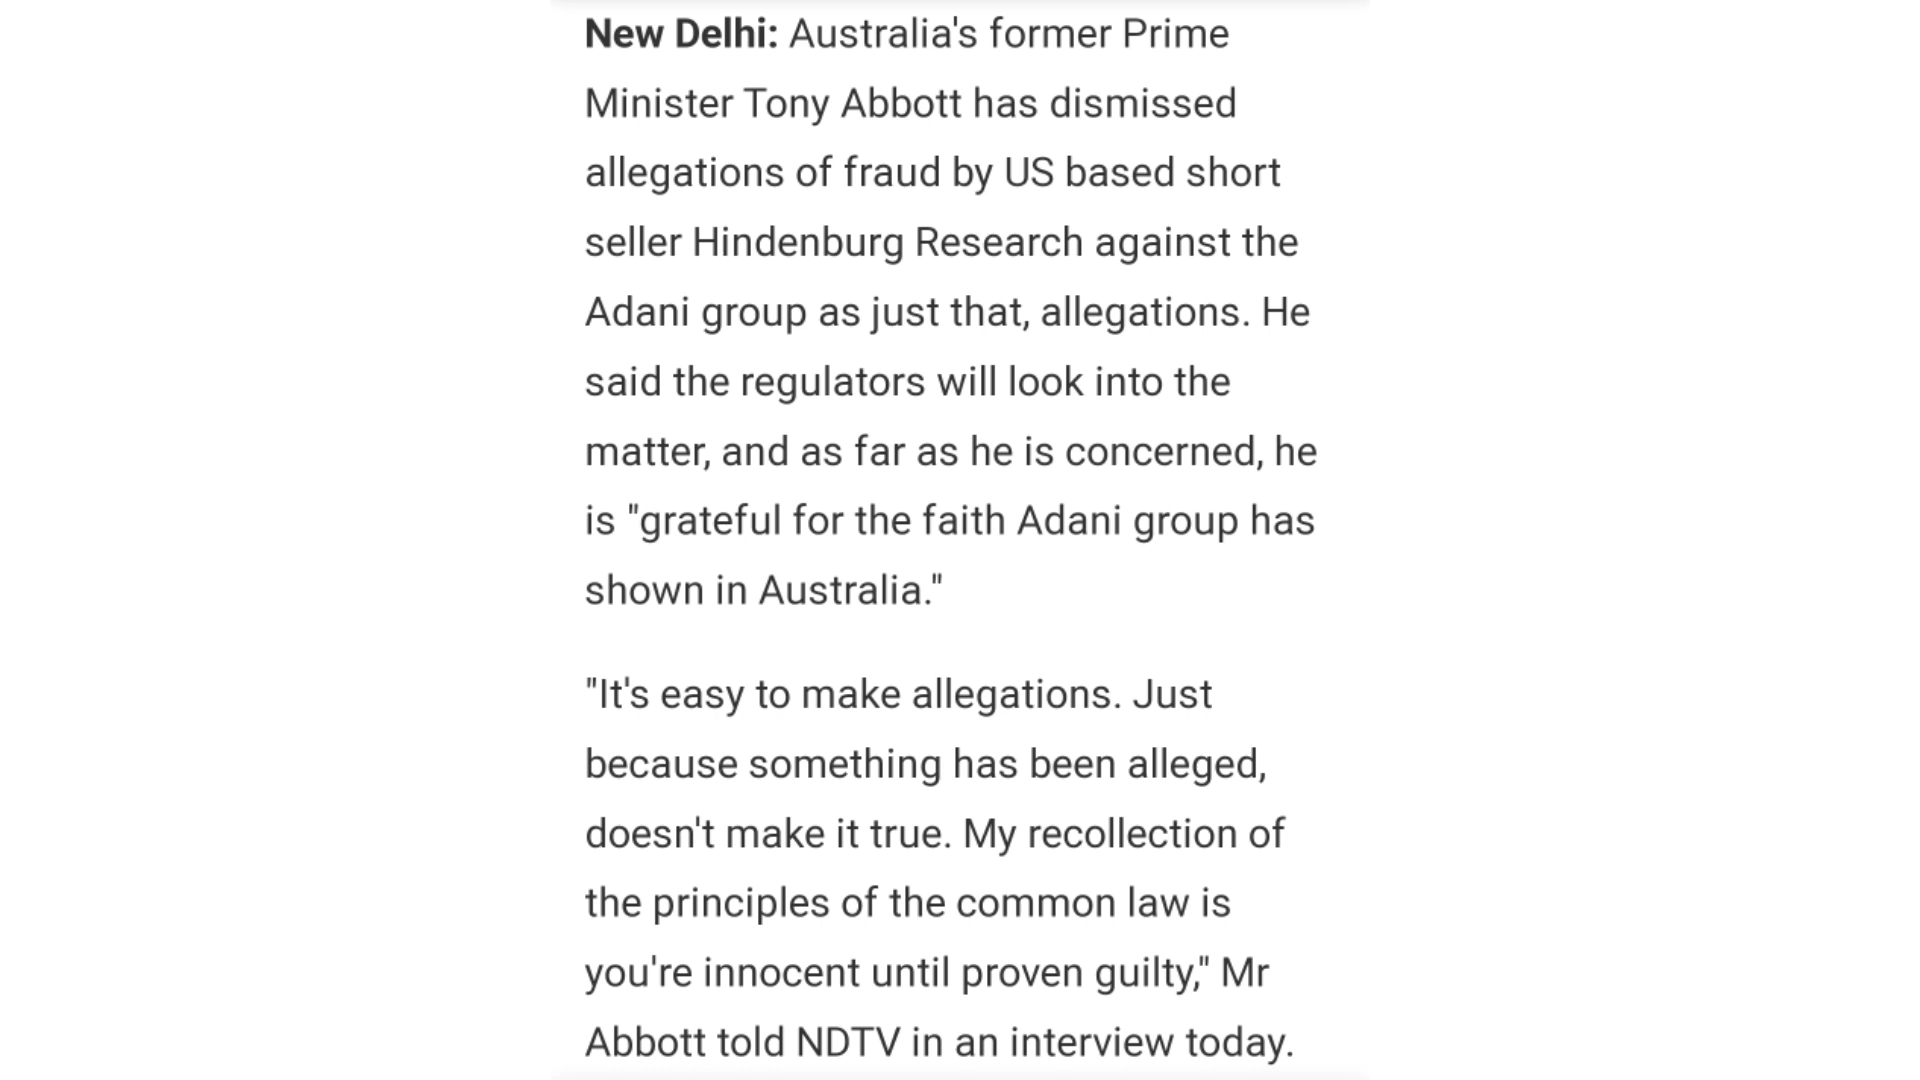 New Delhi: Australia's former Prime
Minister Tony Abbott has dismissed
allegations of fraud by US based short
seller Hindenburg Research against the
Adani group as just that, allegations. He
said the regulators will look into the
matter, and as far as he is concerned, he
is "grateful for the faith Adani group has
shown in Australia."
"It's easy to make allegations. Just
because something has been alleged,
doesn't make it true. My recollection of
the principles of the common law is
you're innocent until proven guilty," Mr
Abbott told NDTV in an interview today.